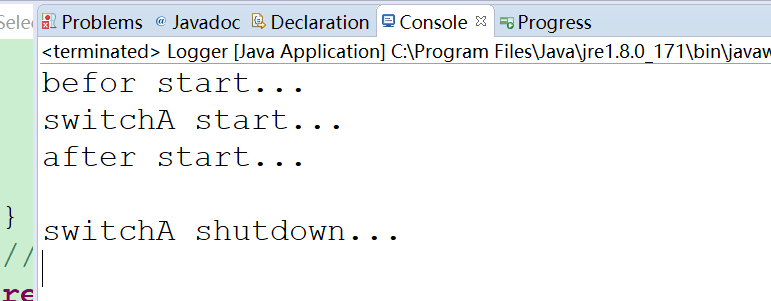 Selec
Problems @ Javadoc Declaration Console Progress
<terminated> Logger [Java Application] C:\Program Files\Java\jre1.8.0_171\bin\javaw
befor start...
switchA start...
after start...
}
switchA shutdown...
//
re